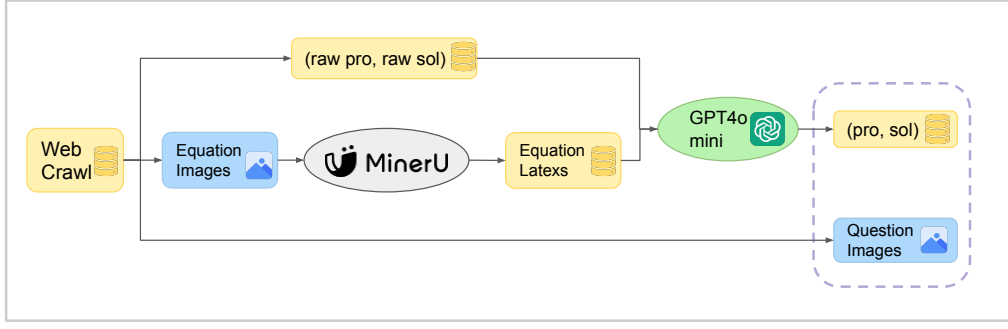 (raw pro, raw sol)
Web
Crawl
Equation
Images
MinerU
Equation
Latexs
GPT4o
mini
(pro, sol)
Question
Images